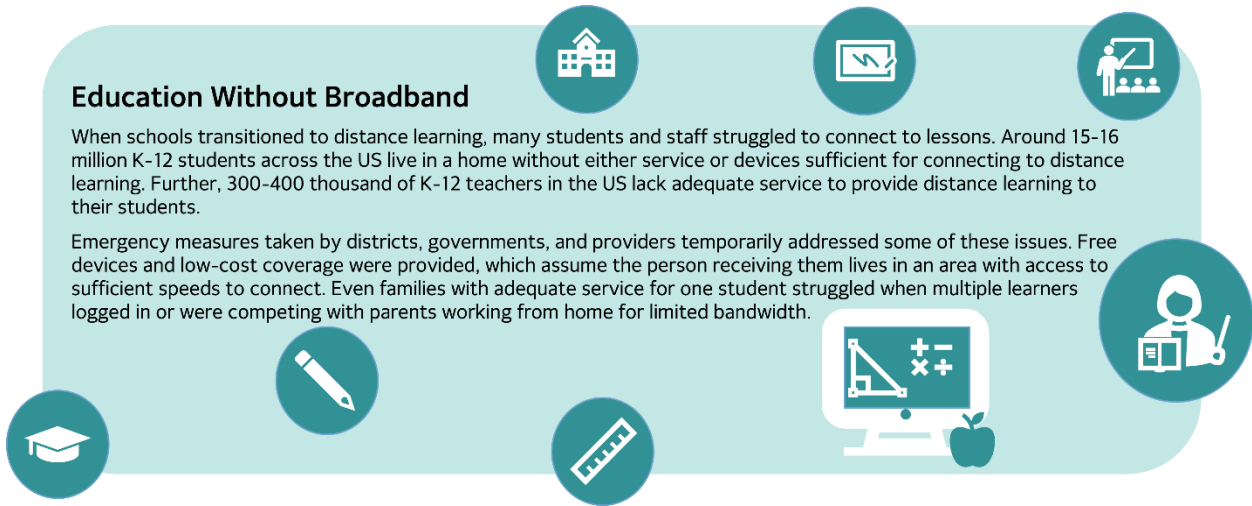 Education Without Broadband
When schools transitioned to distance learning, many students and staff struggled to connect to lessons. Around 15-16
million K-12 students across the US live in a home without either service or devices sufficient for connecting to distance
learning. Further, 300-400 thousand of K-12 teachers in the US lack adequate service to provide distance learning to
their students.
Emergency measures taken by districts, governments, and providers temporarily addressed some of these issues. Free
devices and low-cost coverage were provided, which assume the person receiving them lives in an area with access to
sufficient speeds to connect. Even families with adequate service for one student struggled when multiple learners
logged in or were competing with parents working from home for limited bandwidth.